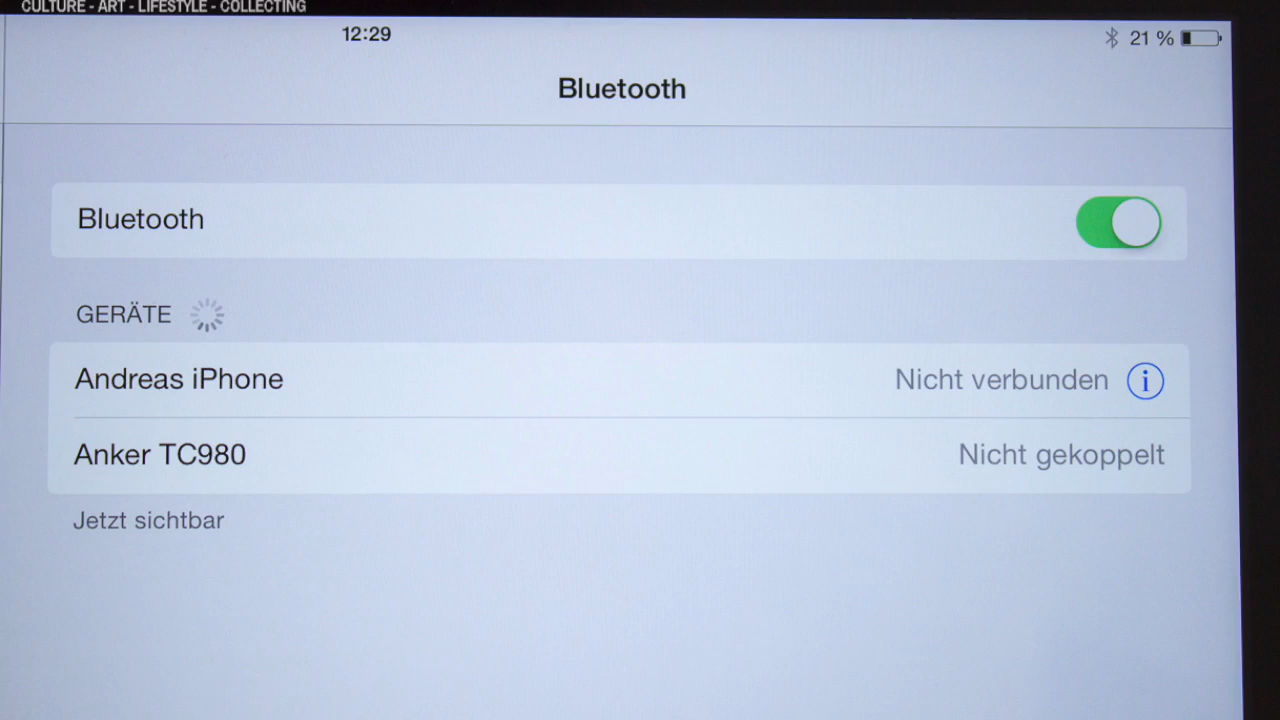 CULTURE - ART - LIFESTYLE - COLLECTING
12:29
21 %
Bluetooth
Bluetooth
GERÄTE
Andreas iPhone Nicht verbunden i
Anker TC980 Nicht gekoppelt
Jetzt sichtbar